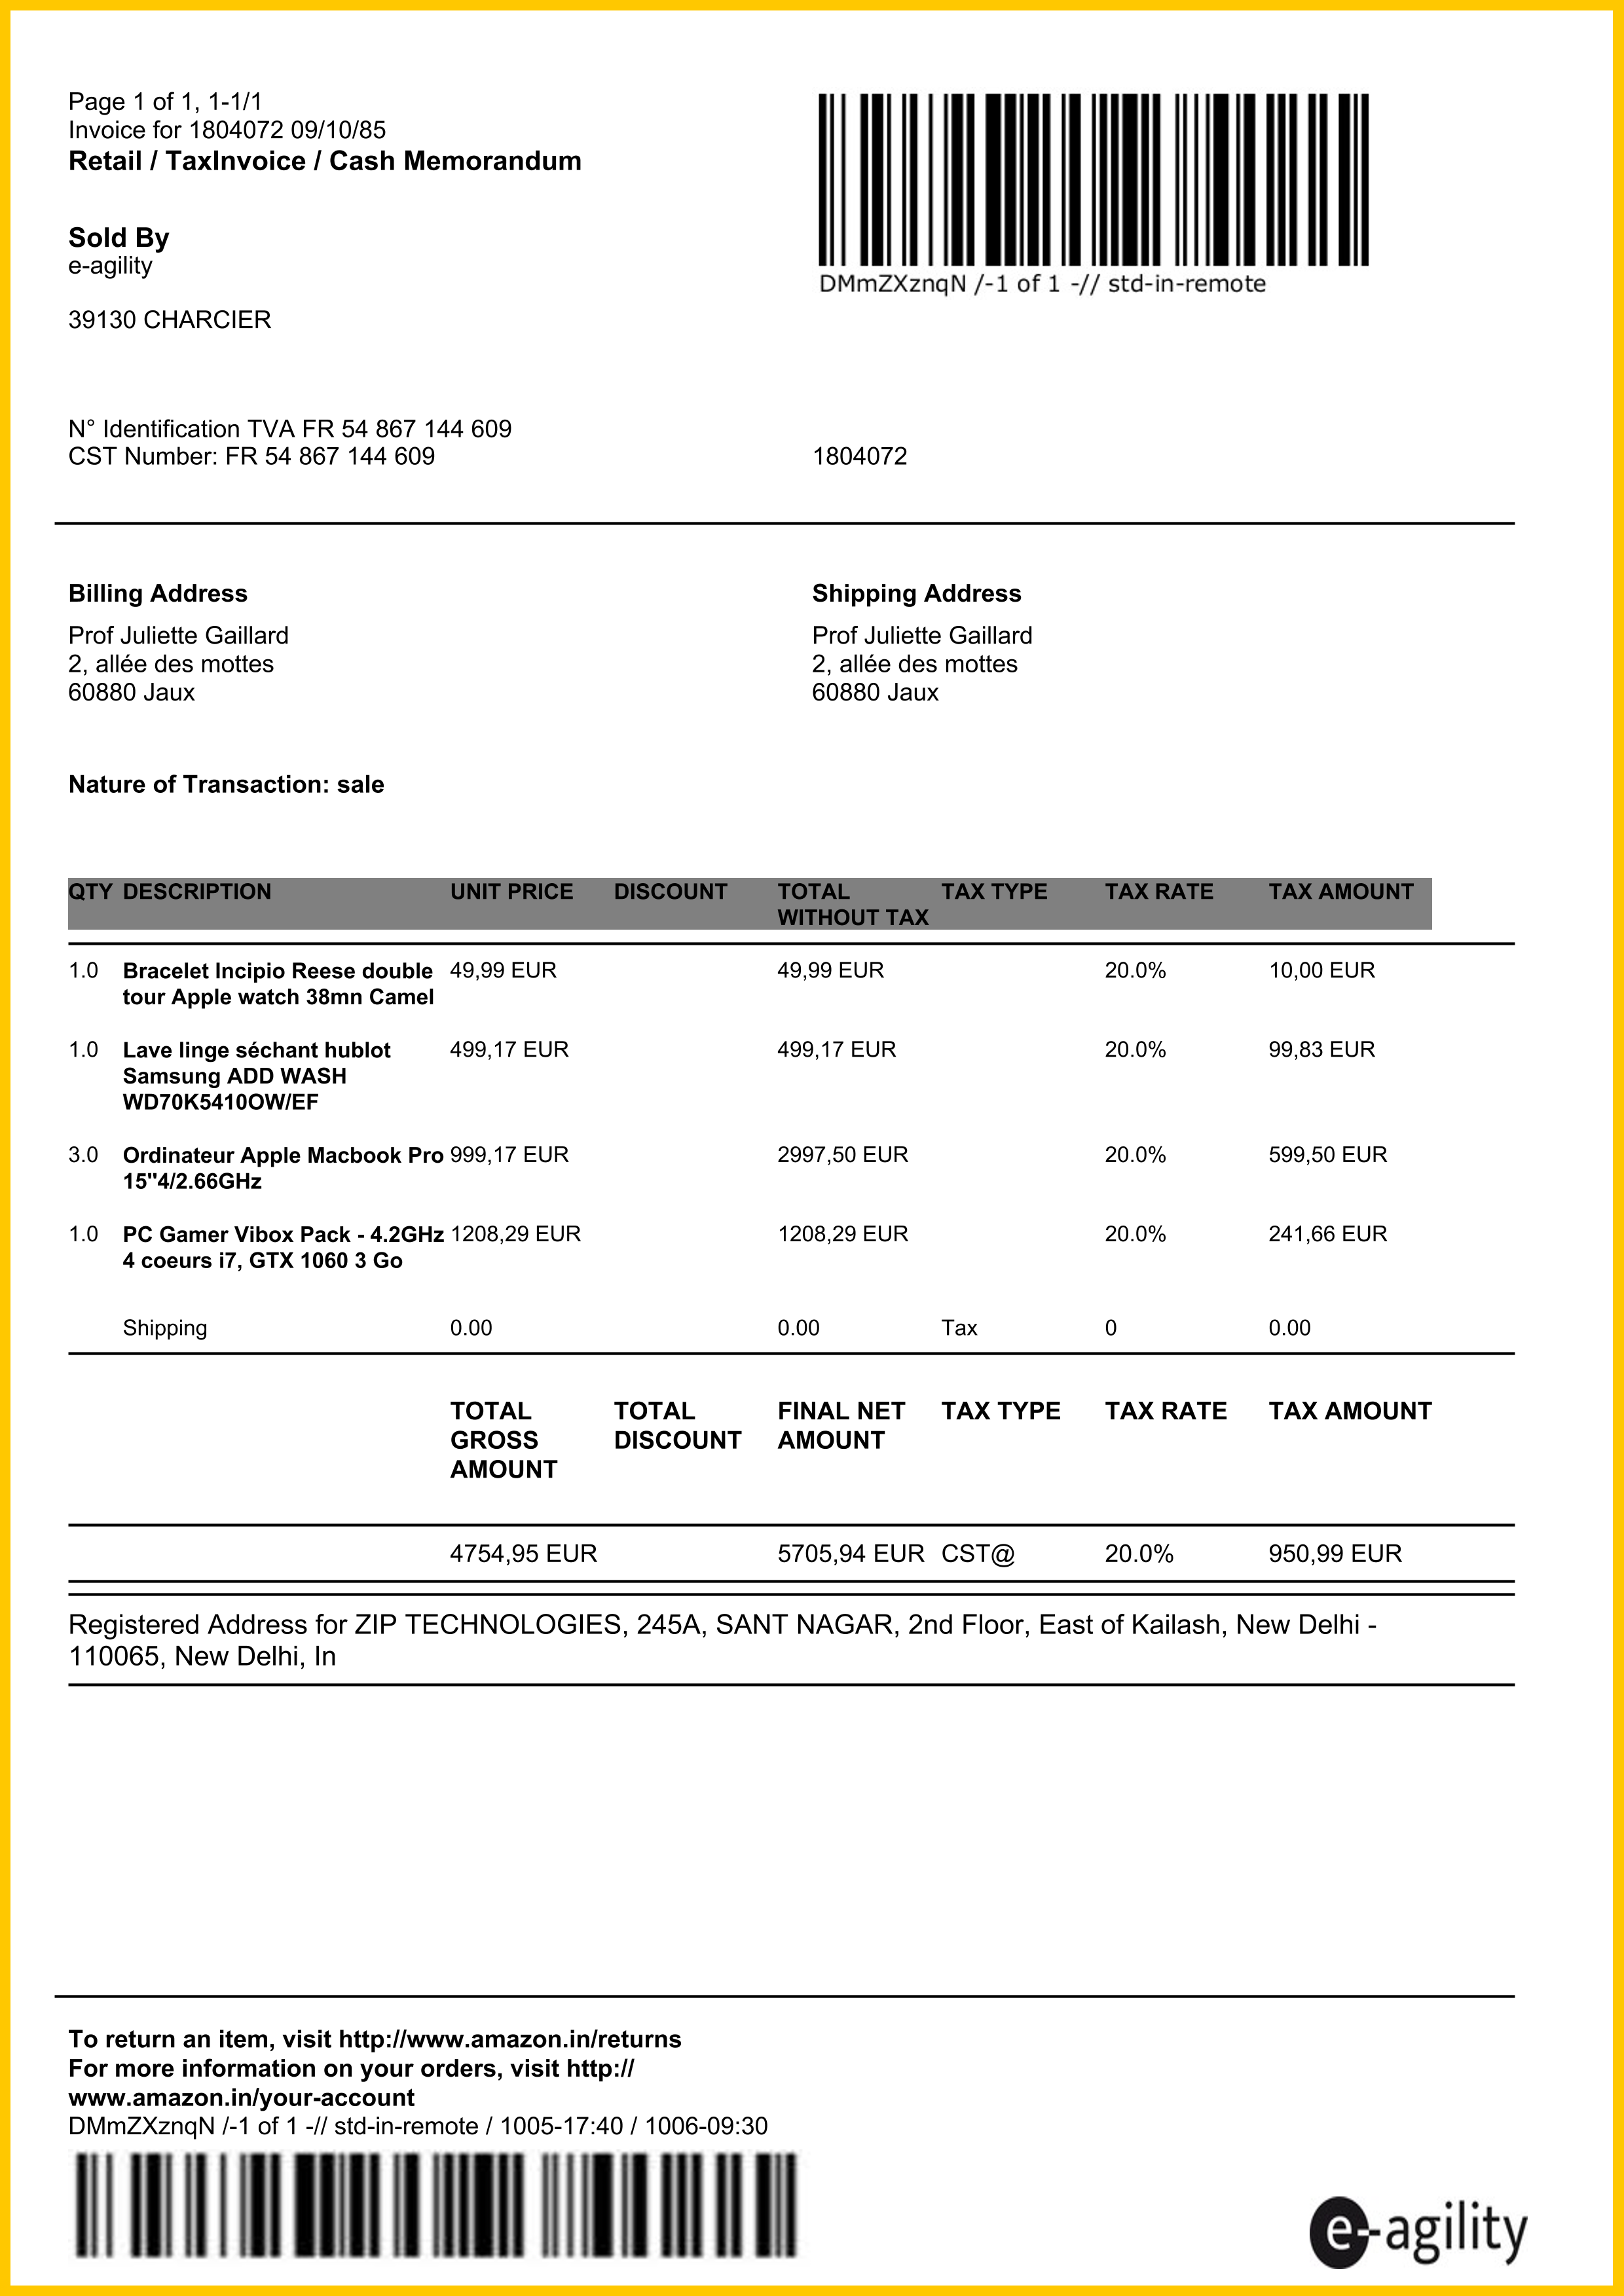 Page 1 of 1, 1-1/1
Invoice for 1804072 09/10/85
Retail / TaxInvoice / Cash Memorandum
DMmZXznqN /-1 of 1 -// std-in-remote
Sold By
e-agility
39130 CHARCIER
N° Identification TVA FR 54 867 144 609
CST Number: FR 54 867 144 609
1804072
Billing Address
Prof Juliette Gaillard
2, allée des mottes
60880 Jaux
Shipping Address
Prof Juliette Gaillard
2, allée des mottes
60880 Jaux
Nature of Transaction: sale
QTY DESCRIPTION UNIT PRICE DISCOUNT TOTAL WITHOUT TAX TAX TYPE TAX RATE TAX AMOUNT
1.0 Bracelet Incipio Reese double 49,99 EUR 49,99 EUR 20.0% 10,00 EUR
tour Apple watch 38mn Camel
1.0 Lave linge séchant hublot 499,17 EUR 499,17 EUR 20.0% 99,83 EUR
Samsung ADD WASH
WD70K5410OW/EF
3.0 Ordinateur Apple Macbook Pro 999,17 EUR 2997,50 EUR 20.0% 599,50 EUR
15"4/2.66GHz
1.0 PC Gamer Vibox Pack - 4.2GHz 1208,29 EUR 1208,29 EUR 20.0% 241,66 EUR
4 coeurs i7, GTX 1060 3 Go
Shipping 0.00 0.00 Tax 0 0.00
TOTAL GROSS AMOUNT TOTAL DISCOUNT FINAL NET AMOUNT TAX TYPE TAX RATE TAX AMOUNT
4754,95 EUR 5705,94 EUR CST@ 20.0% 950,99 EUR
Registered Address for ZIP TECHNOLOGIES, 245A, SANT NAGAR, 2nd Floor, East of Kailash, New Delhi -
110065, New Delhi, In
To return an item, visit http://www.amazon.in/returns
For more information on your orders, visit http://
www.amazon.in/your-account
DMmZXznqN /-1 of 1 -// std-in-remote / 1005-17:40 / 1006-09:30
e-agility